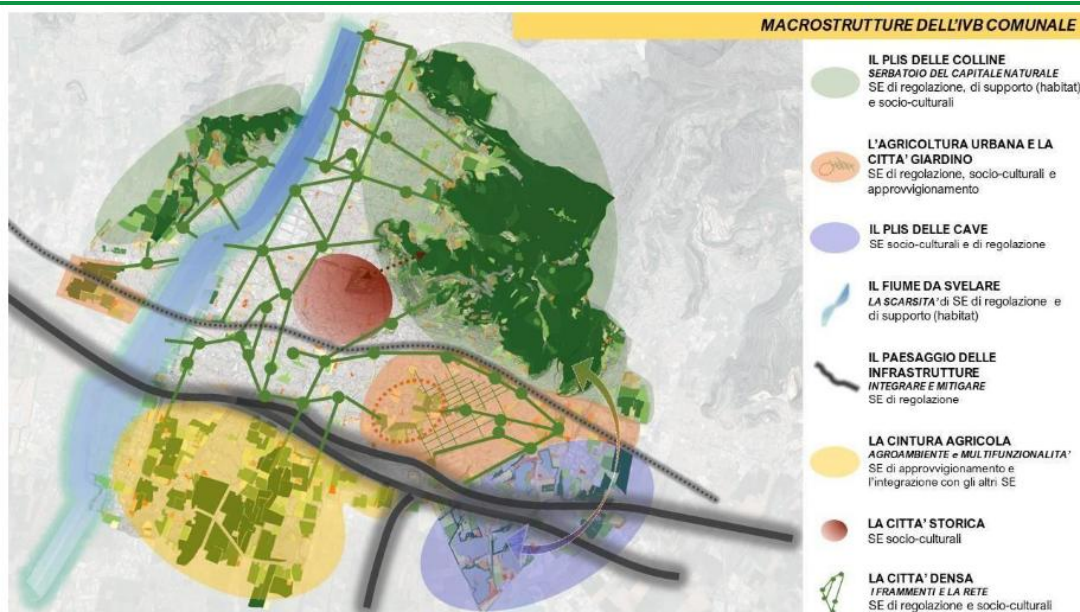 MACROSTRUTTURE DELL'IVB COMUNALE
IL PLIS DELLE COLLINE
SERBATOIO DEL CAPITALE NATURALE
SE di regolazione, di supporto (habitat)
e socio-culturali
L'AGRICOLTURA URBANA E LA
CITTA' GIARDINO
SE di regolazione, socio-culturali e
approvvigionamento
IL PLIS DELLE CAVE
SE socio-culturali e di regolazione
IL FIUME DA SVELARE
LA SCARSITA' di SE di regolazione e
di supporto (habitat)
IL PAESAGGIO DELLE
INFRASTRUTTURE
INTEGRARE E MITIGARE
SE di regolazione
LA CINTURA AGRICOLA
AGROAMBIENTE e MULTIFUNZIONALITA'
SE di approvvigionamento e
l'integrazione con gli altri SE
LA CITTA' STORICA
SE socio-culturali
LA CITTA' DENSA
I FRAMMENTI E LA RETE
SE di regolazione e socio-culturali